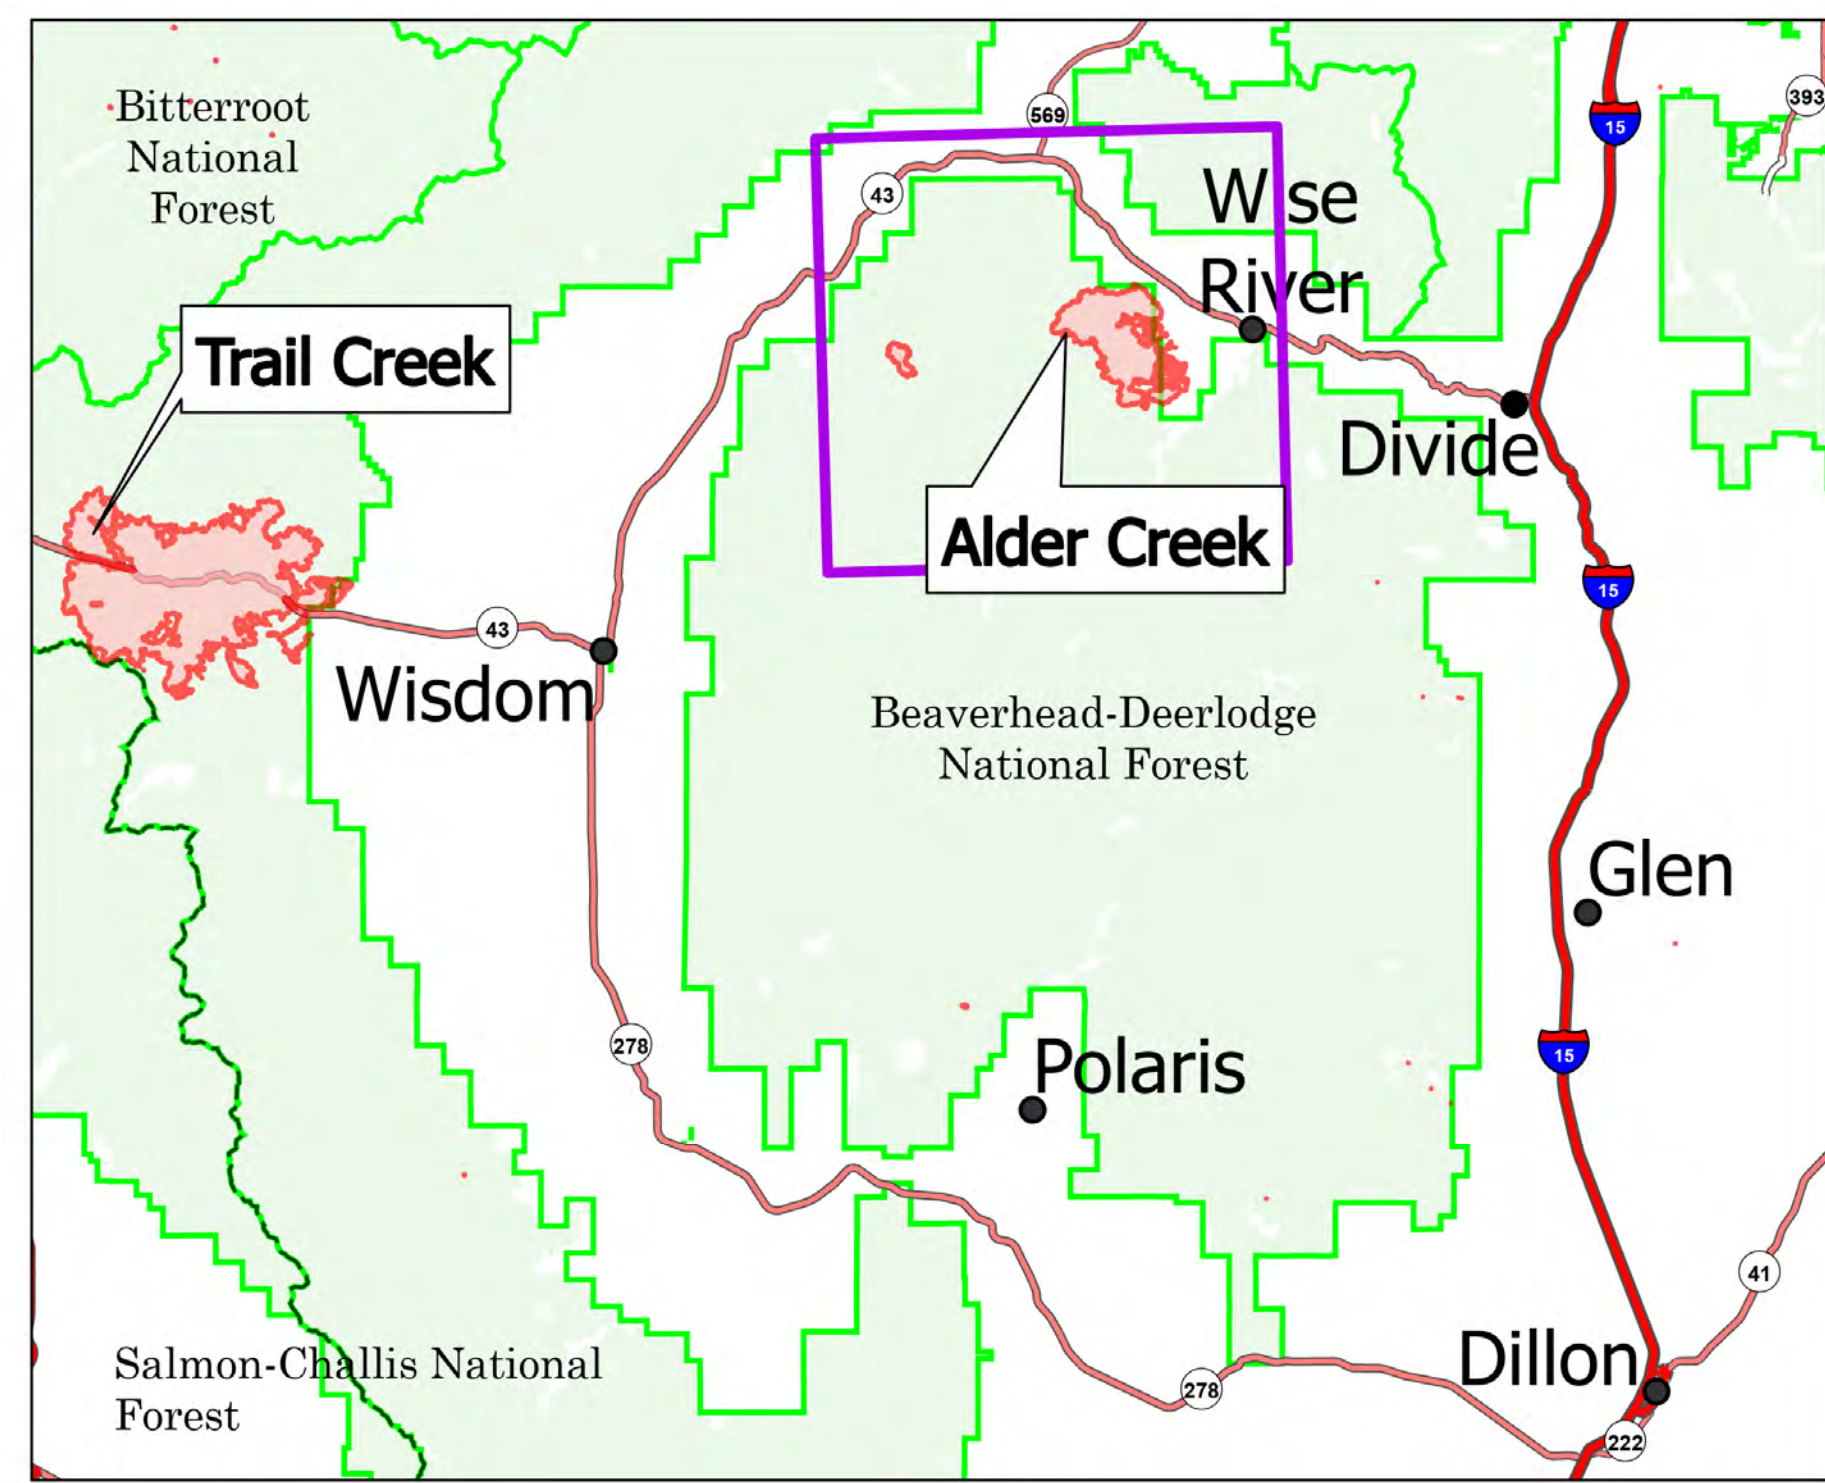 Bitterroot
National
Forest
569
15
393
43
Wise
River
Trail Creek
Divide
Alder Creek
15
43
Wisdom
Beaverhead-Deerlodge
National Forest
Glen
278
15
Polaris
41
Salmon-Challis National
Forest
Dillon
278
222